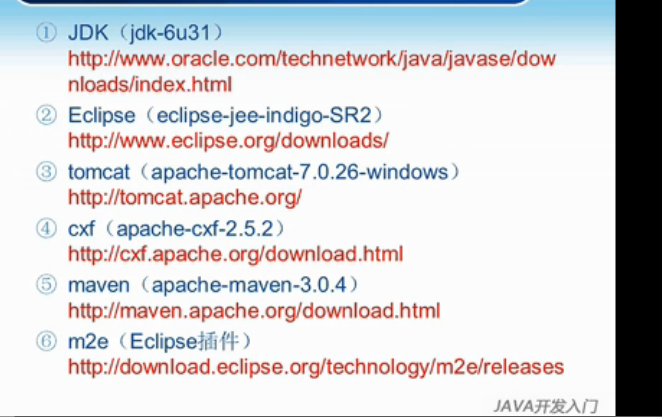 ① JDK（jdk-6u31）
http://www.oracle.com/technetwork/java/javase/dow
nloads/index.html
② Eclipse（eclipse-jee-indigo-SR2）
http://www.eclipse.org/downloads/
③ tomcat（apache-tomcat-7.0.26-windows）
http://tomcat.apache.org/
④ cxf（apache-cxf-2.5.2）
http://cxf.apache.org/download.html
⑤ maven（apache-maven-3.0.4）
http://maven.apache.org/download.html
⑥ m2e（Eclipse插件）
http://download.eclipse.org/technology/m2e/releases
JAVA开发入门